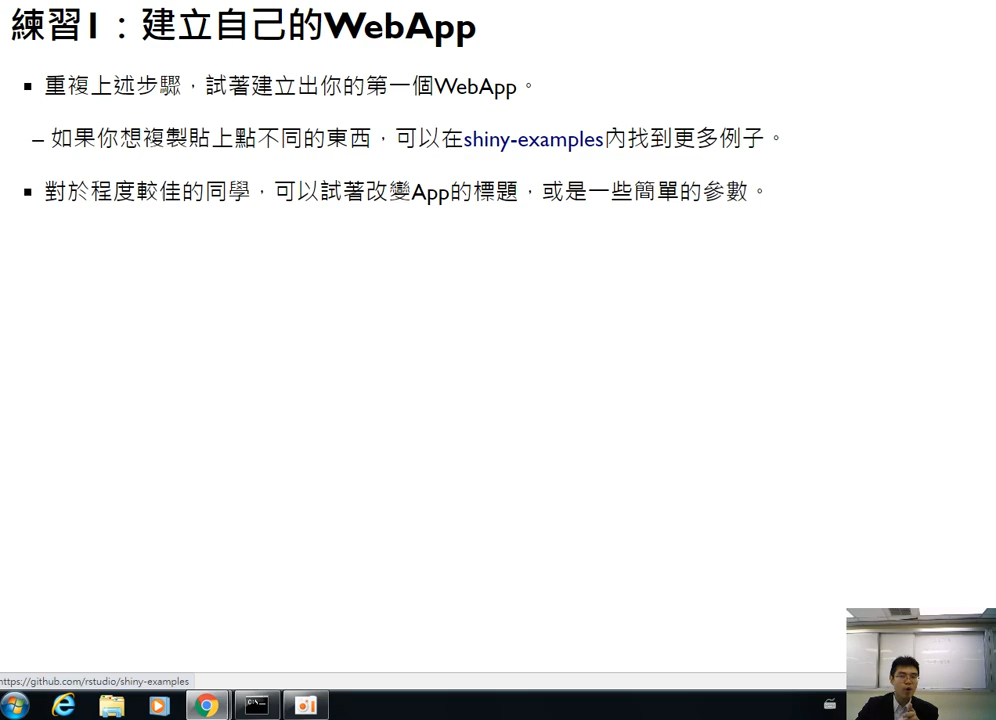 練習1：建立自己的WebApp
▪ 重複上述步驟，試著建立出你的第一個WebApp。
– 如果你想複製貼上點不同的東西，可以在shiny-examples內找到更多例子。
▪ 對於程度較佳的同學，可以試著改變App的標題，或是一些簡單的參數。
https://github.com/rstudio/shiny-examples